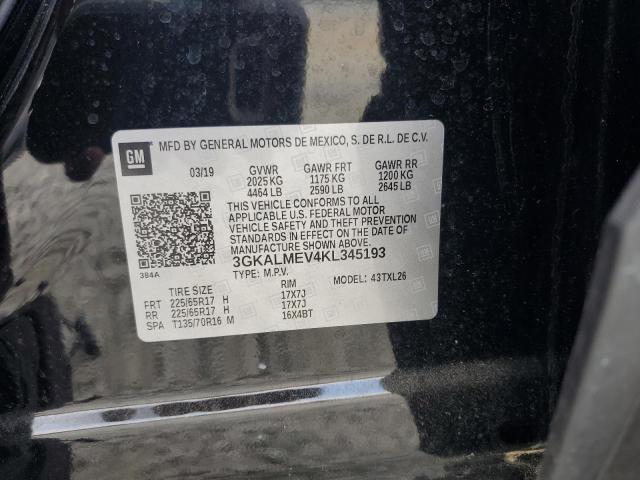 GM
MFD BY GENERAL MOTORS DE MEXICO, S. DE R.L. DE C.V.
03/19 GVWR GAWR FRT GAWR RR
2025 KG 1175 KG 1200 KG
4464 LB 2590 LB 2645 LB
THIS VEHICLE CONFORMS TO ALL
APPLICABLE U.S. FEDERAL MOTOR
VEHICLE SAFETY AND THEFT PREVENTION
STANDARDS IN EFFECT ON THE DATE OF
MANUFACTURE SHOWN ABOVE.
3GKALMEV4KL345193
384A
TYPE: M.P.V. MODEL: 43TXL26
TIRE SIZE RIM
FRT 225/65R17 H 17X7J
RR 225/65R17 H 17X7J
SPA T135/70R16 M 16X4BT